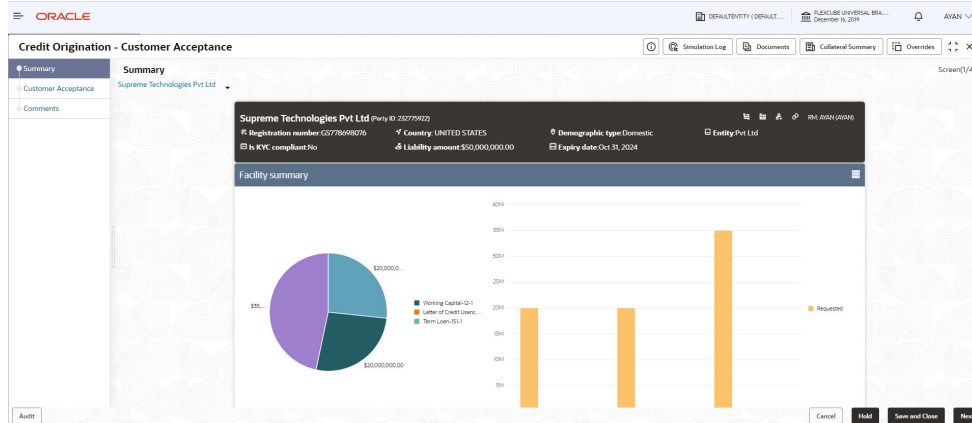 ORACLE
DEFAULTENTITY ( DEFAULT...
FLEXCUBE UNIVERSAL BRA...
December 16, 2019
AYAN
Credit Origination - Customer Acceptance
Simulation Log
Documents
Collateral Summary
Overrides
Summary
Customer Acceptance
Comments
Summary
Screen(1/4
Supreme Technologies Pvt Ltd
Supreme Technologies Pvt Ltd (Party ID: 232775922)
RM: AYAN (AYAN)
Registration number:GS778698076
Country: UNITED STATES
Demographic type:Domestic
Entity:Pvt Ltd
Is KYC compliant:No
Liability amount:$50,000,000.00
Expiry date:Oct 31, 2024
Facility summary
$20,000,0...
$35,...
$20,000,000.00
Working Capital-12-1
Letter of Credit Usanc...
Term Loan-151-1
40M
35M
30M
25M
20M
15M
10M
5M
Requested
Audit
Cancel
Hold
Save and Close
Next